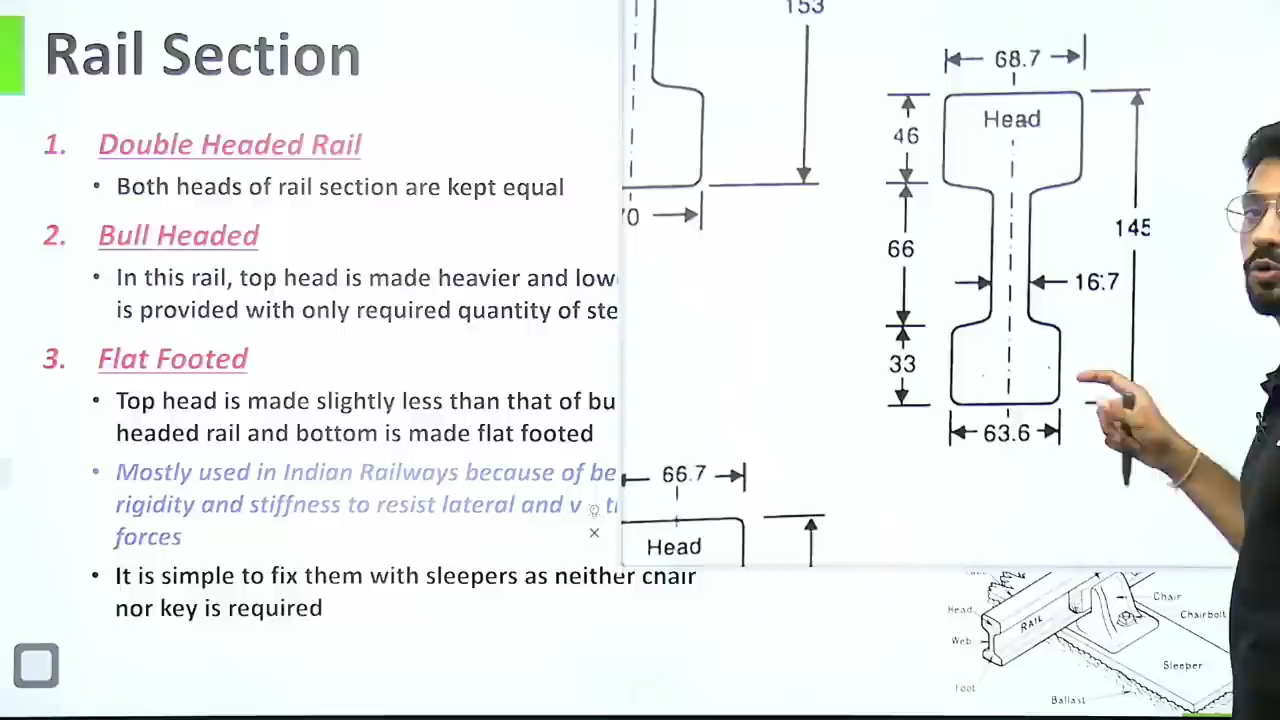 Rail Section
1. Double Headed Rail
• Both heads of rail section are kept equal
2. Bull Headed
• In this rail, top head is made heavier and low
is provided with only required quantity of ste
3. Flat Footed
• Top head is made slightly less than that of bu
headed rail and bottom is made flat footed
• Mostly used in Indian Railways because of be
rigidity and stiffness to resist lateral and v
forces
• It is simple to fix them with sleepers as neither chair
nor key is required
153
70
68.7
Head
46
145
66
16.7
33
63.6
66.7
Head
Head
Web
Foot
RAIL
Chair
Chairbolt
Sleeper
Ballast